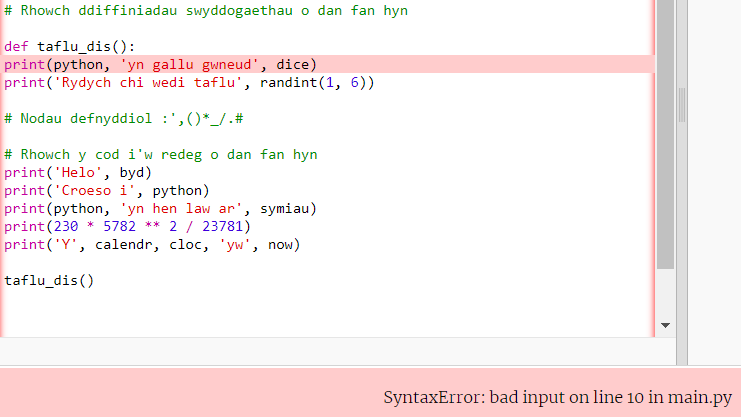 # Rhowch ddiffiniadau swyddogaethau o dan fan hyn
def taflu_dis():
print(python, 'yn gallu gwneud', dice)
print('Rydych chi wedi taflu', randint(1, 6))
# Nodau defnyddiol :',()*_/.#
# Rhowch y cod i'w redeg o dan fan hyn
print('Helo', byd)
print('Croeso i', python)
print(python, 'yn hen law ar', symiau)
print(230 * 5782 ** 2 / 23781)
print('Y', calendr, cloc, 'yw', now)
taflu_dis()
SyntaxError: bad input on line 10 in main.py